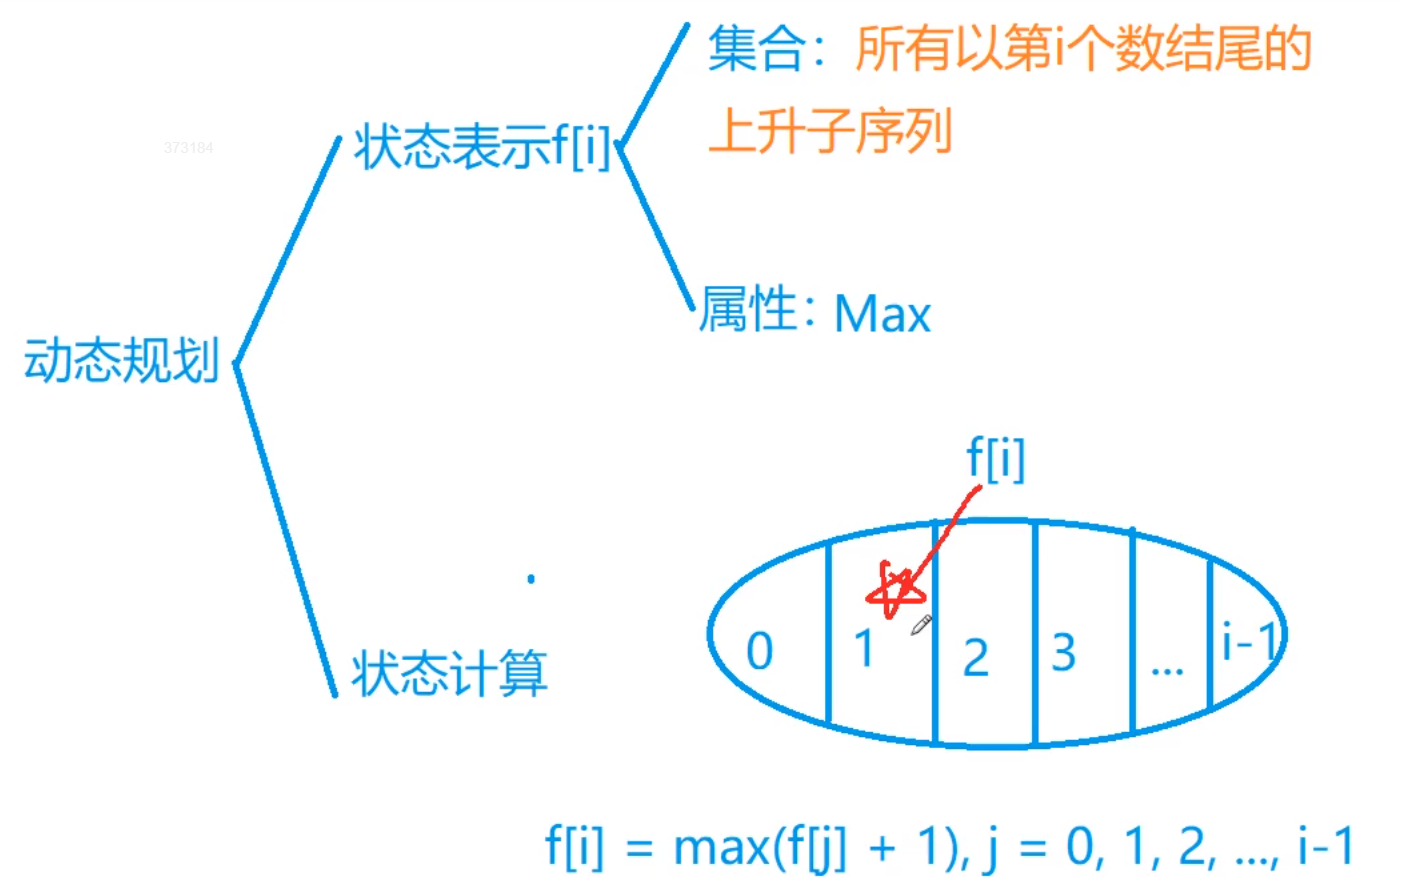 集合：所有以第i个数结尾的
上升子序列
373184
状态表示f[i]
属性：Max
动态规划
f[i]
状态计算
0 1 2 3 ... i-1
f[i] = max(f[j] + 1), j = 0, 1, 2, ..., i-1